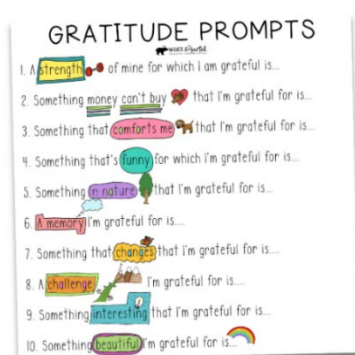 GRATITUDE PROMPTS
1. A strength of mine for which I am grateful is...
2. Something money can't buy that I'm grateful for is...
3. Something that comforts me that I'm grateful for is...
4. Something that's funny for which i'm grateful for is...
5. Something in nature that I'm grateful for is...
6. A memory I'm grateful for is....
7. Something that changes that I'm grateful for is...
8. A challenge I'm grateful for is....
9. Something interesting that I'm grateful for is...
10. Something beautiful I'm grateful for is...